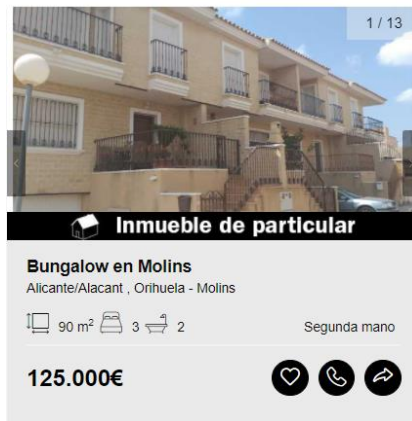 1 / 13
Inmueble de particular
Bungalow en Molins
Alicante/Alacant , Orihuela - Molins
90 m² 3 2 Segunda mano
125.000€